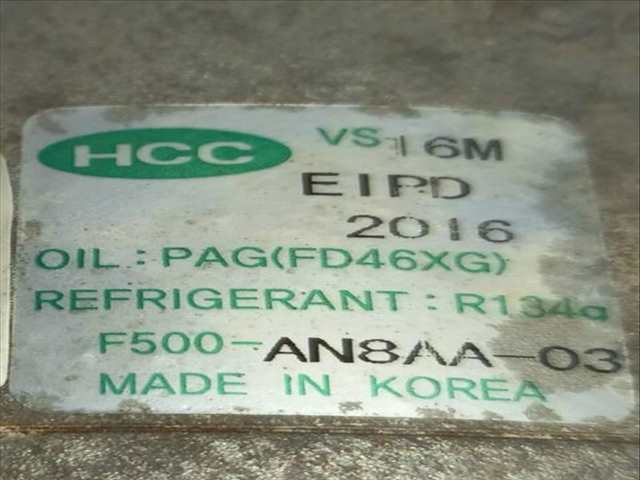 HCC VS16M
EIPD
2016
OIL : PAG(FD46XG)
REFRIGERANT : R134a
F500-AN8AA-03
MADE IN KOREA